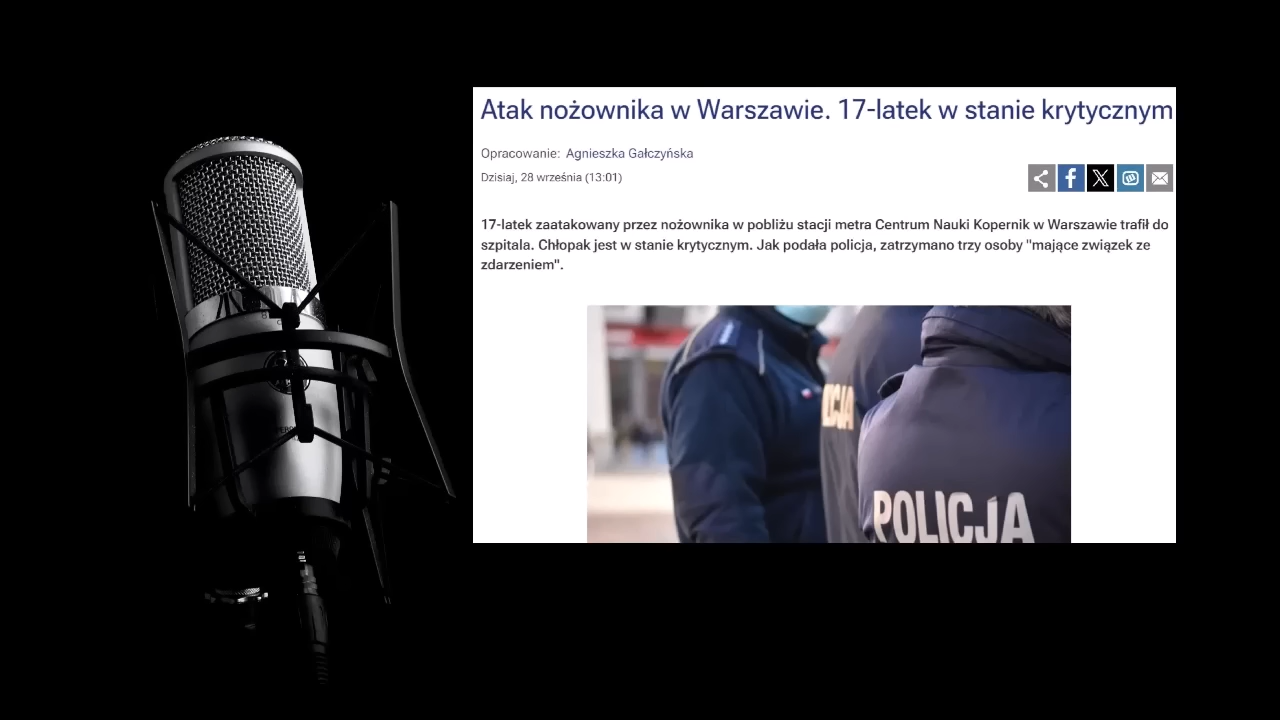 Atak nożownika w Warszawie. 17-latek w stanie krytycznym
Opracowanie: Agnieszka Gałczyńska
Dzisiaj, 28 września (13:01)
17-latek zaatakowany przez nożownika w pobliżu stacji metra Centrum Nauki Kopernik w Warszawie trafił do
szpitala. Chłopak jest w stanie krytycznym. Jak podała policja, zatrzymano trzy osoby "mające związek ze
zdarzeniem".
POLICJA